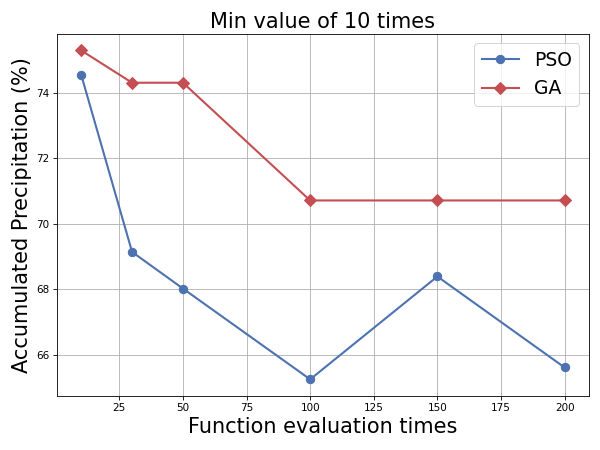 Min value of 10 times
Accumulated Precipitation (%)
74
72
70
68
66
PSO
GA
25
50
75
100
125
150
175
200
Function evaluation times